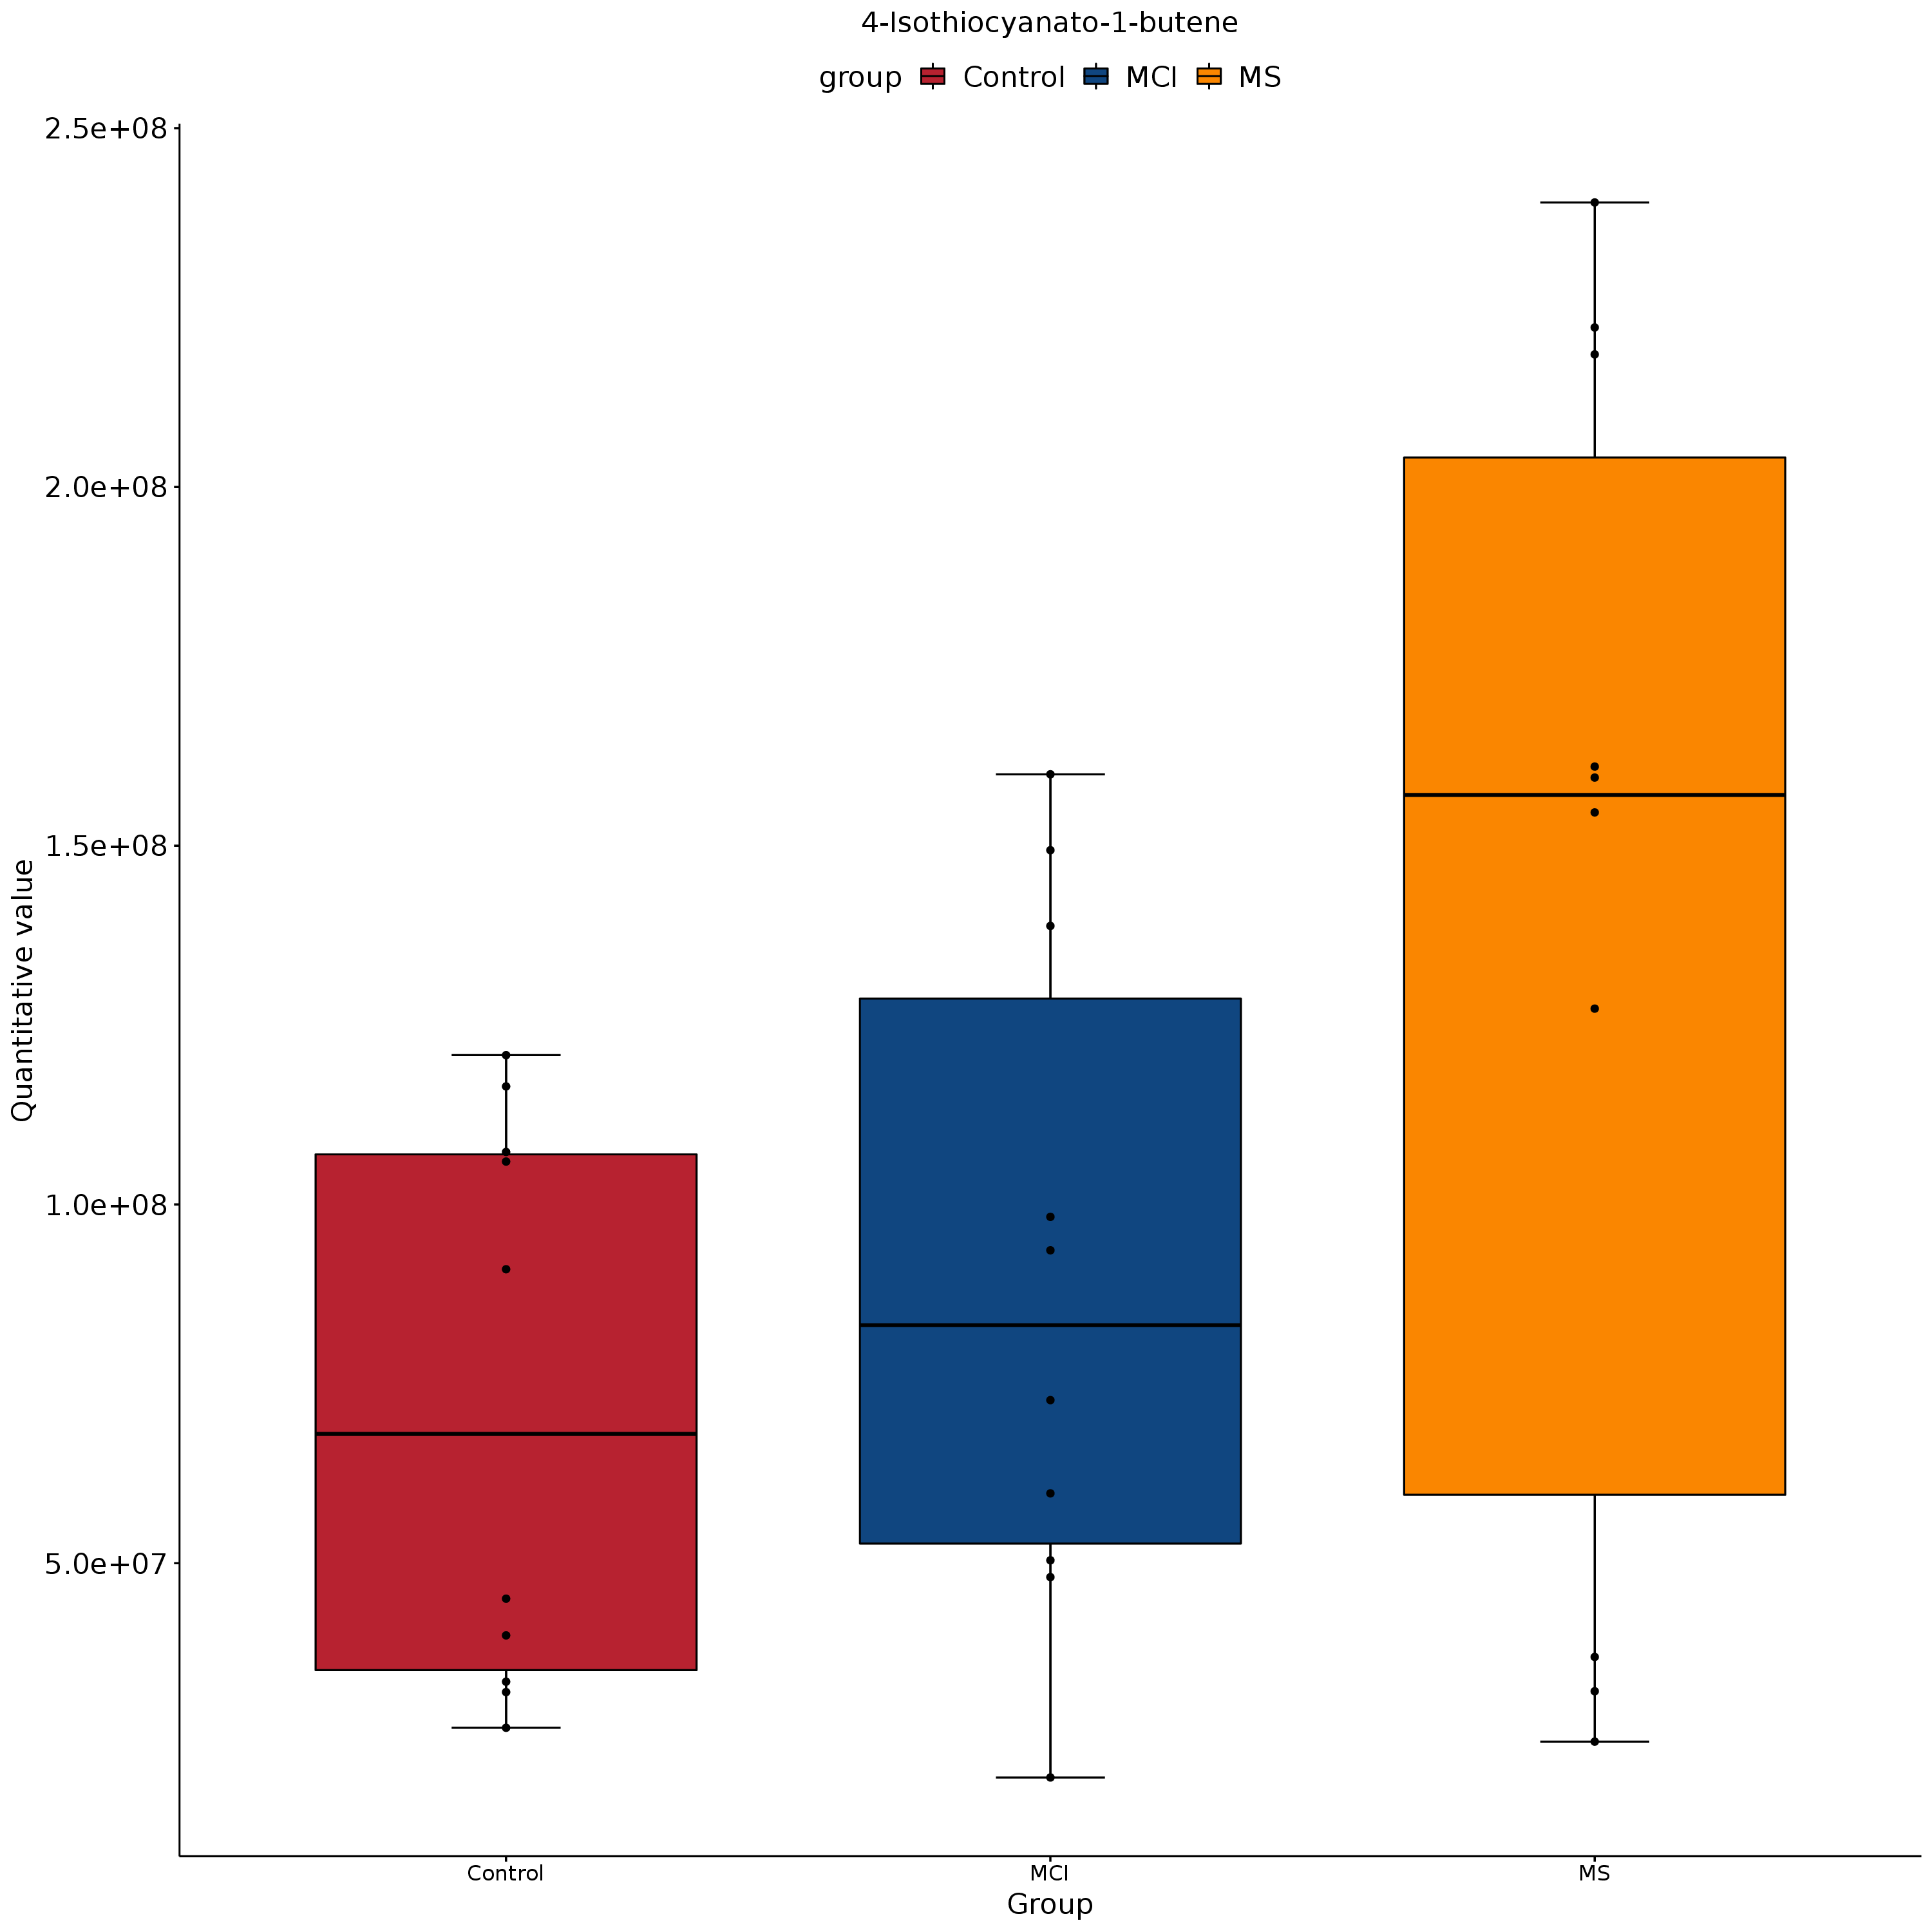 4-Isothiocyanato-1-butene
group Control MCI MS
2.5e+08
2.0e+08
1.5e+08
1.0e+08
5.0e+07
Quantitative value
Control MCI MS
Group